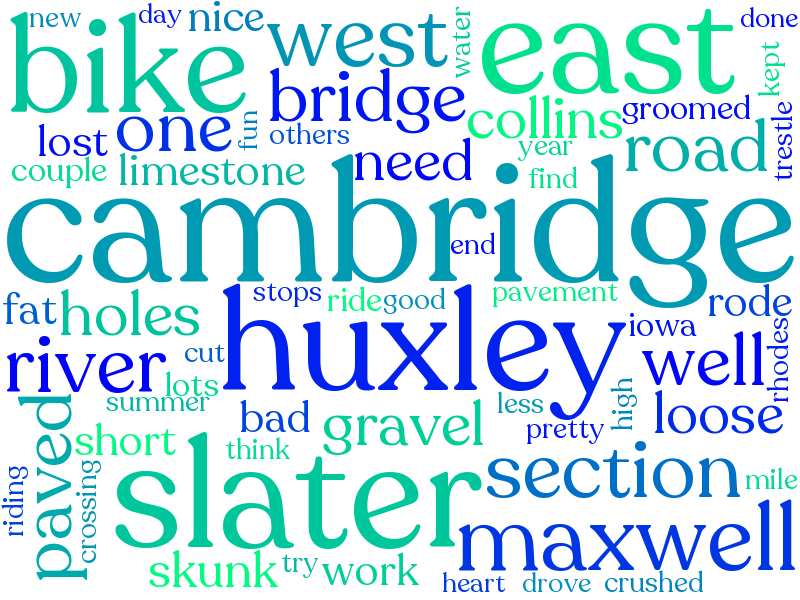 new
day
nice
bike
west
water
east
done
kept
lost
one
fun
bridge
others
collins
groomed
trestle
couple
limestone
need
year
find
road
cambridge
end
fat
holes
stops
ride
good
pavement
rode
iowa
river
cut
huxley
well
rhodes
lots
summer
bad
less
high
loose
pretty
paved
short
think
gravel
section
mile
riding
crossing
slater
maxwell
skunk
try
work
heart
drove
crushed